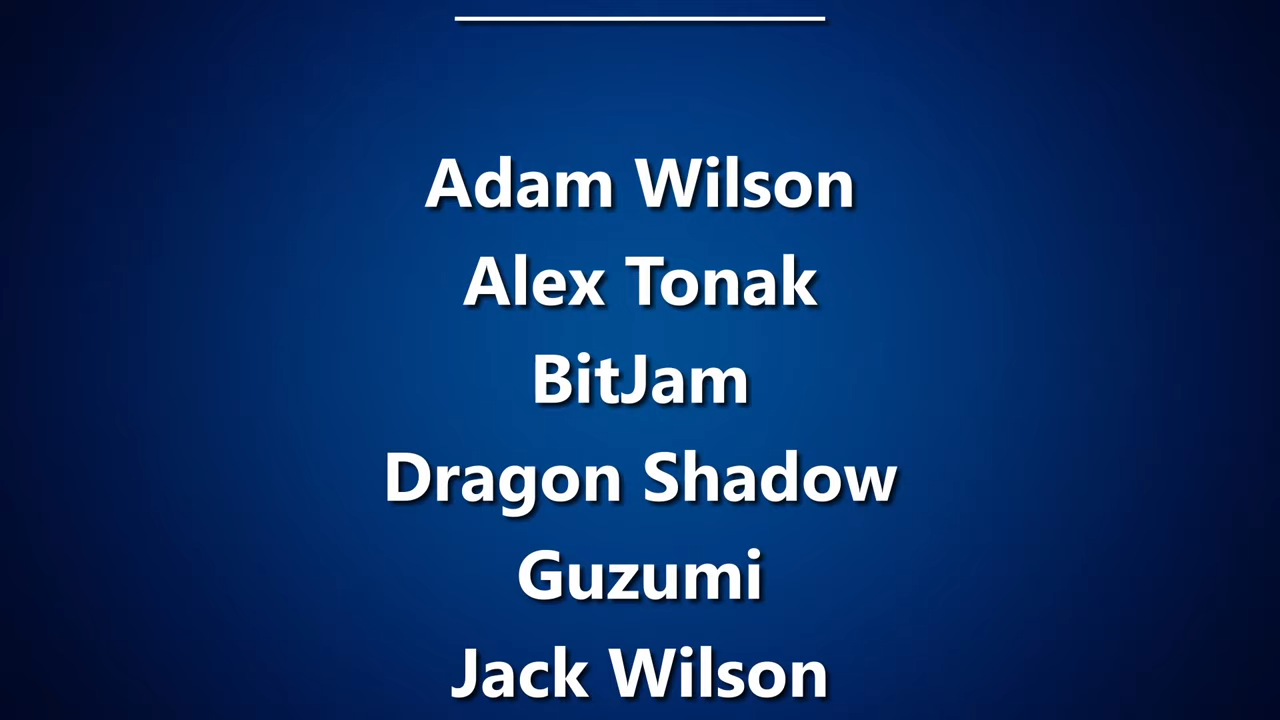 Adam Wilson
Alex Tonak
BitJam
Dragon Shadow
Guzumi
Jack Wilson